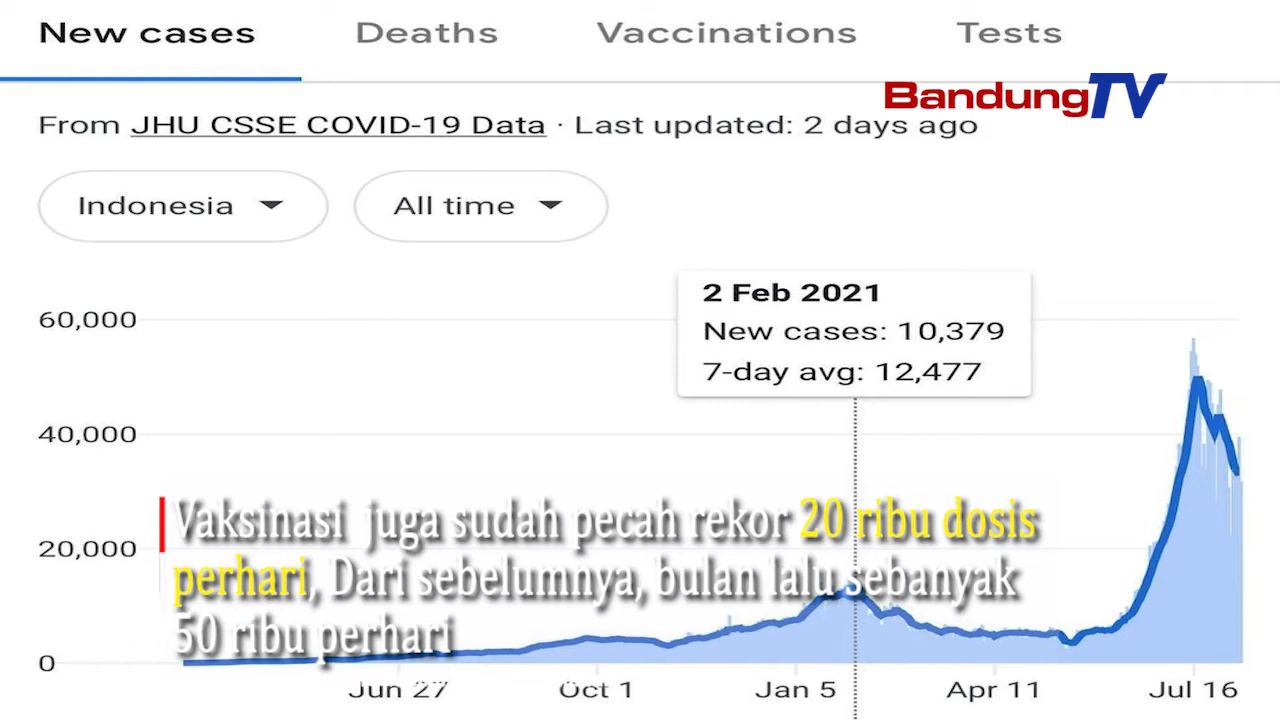 New cases Deaths Vaccinations Tests
BandungTV
From JHU CSSE COVID-19 Data · Last updated: 2 days ago
Indonesia All time
2 Feb 2021
New cases: 10,379
7-day avg: 12,477
60,000
40,000
20,000
0
Vaksinasi juga sudah pecah rekor 20 ribu dosis
perhari, Dari sebelumnya, bulan lalu sebanyak
50 ribu perhari
Jun 27 Oct 1 Jan 5 Apr 11 Jul 16